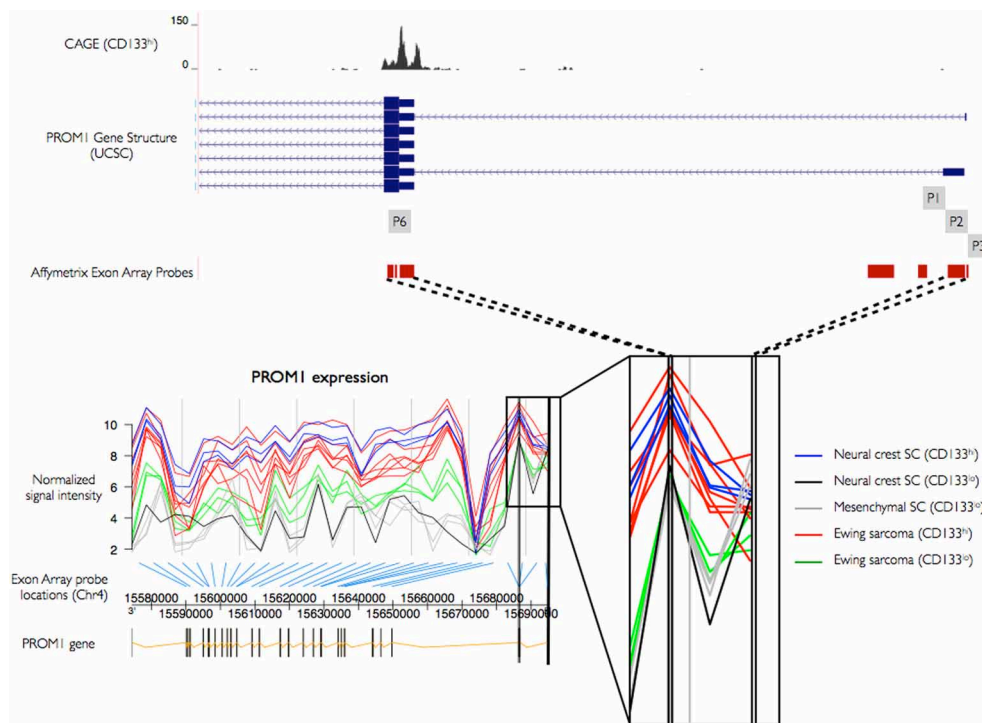 150
CAGE (CD133hi)
0
PROM1 Gene Structure
(UCSC)
P1
P6
P2
P3
Affymetrix Exon Array Probes
PROM1 expression
10
8
Normalized
signal intensity
6
4
2
Neural crest SC (CD133hi)
Neural crest SC (CD133lo)
Mesenchymal SC (CD133lo)
Ewing sarcoma (CD133hi)
Ewing sarcoma (CD133lo)
Exon Array probe
locations (Chr4)
15580000 15600000 15620000 15640000 15660000 15680000
3' 15590000 15610000 15630000 15650000 15670000 15690000
PROM1 gene